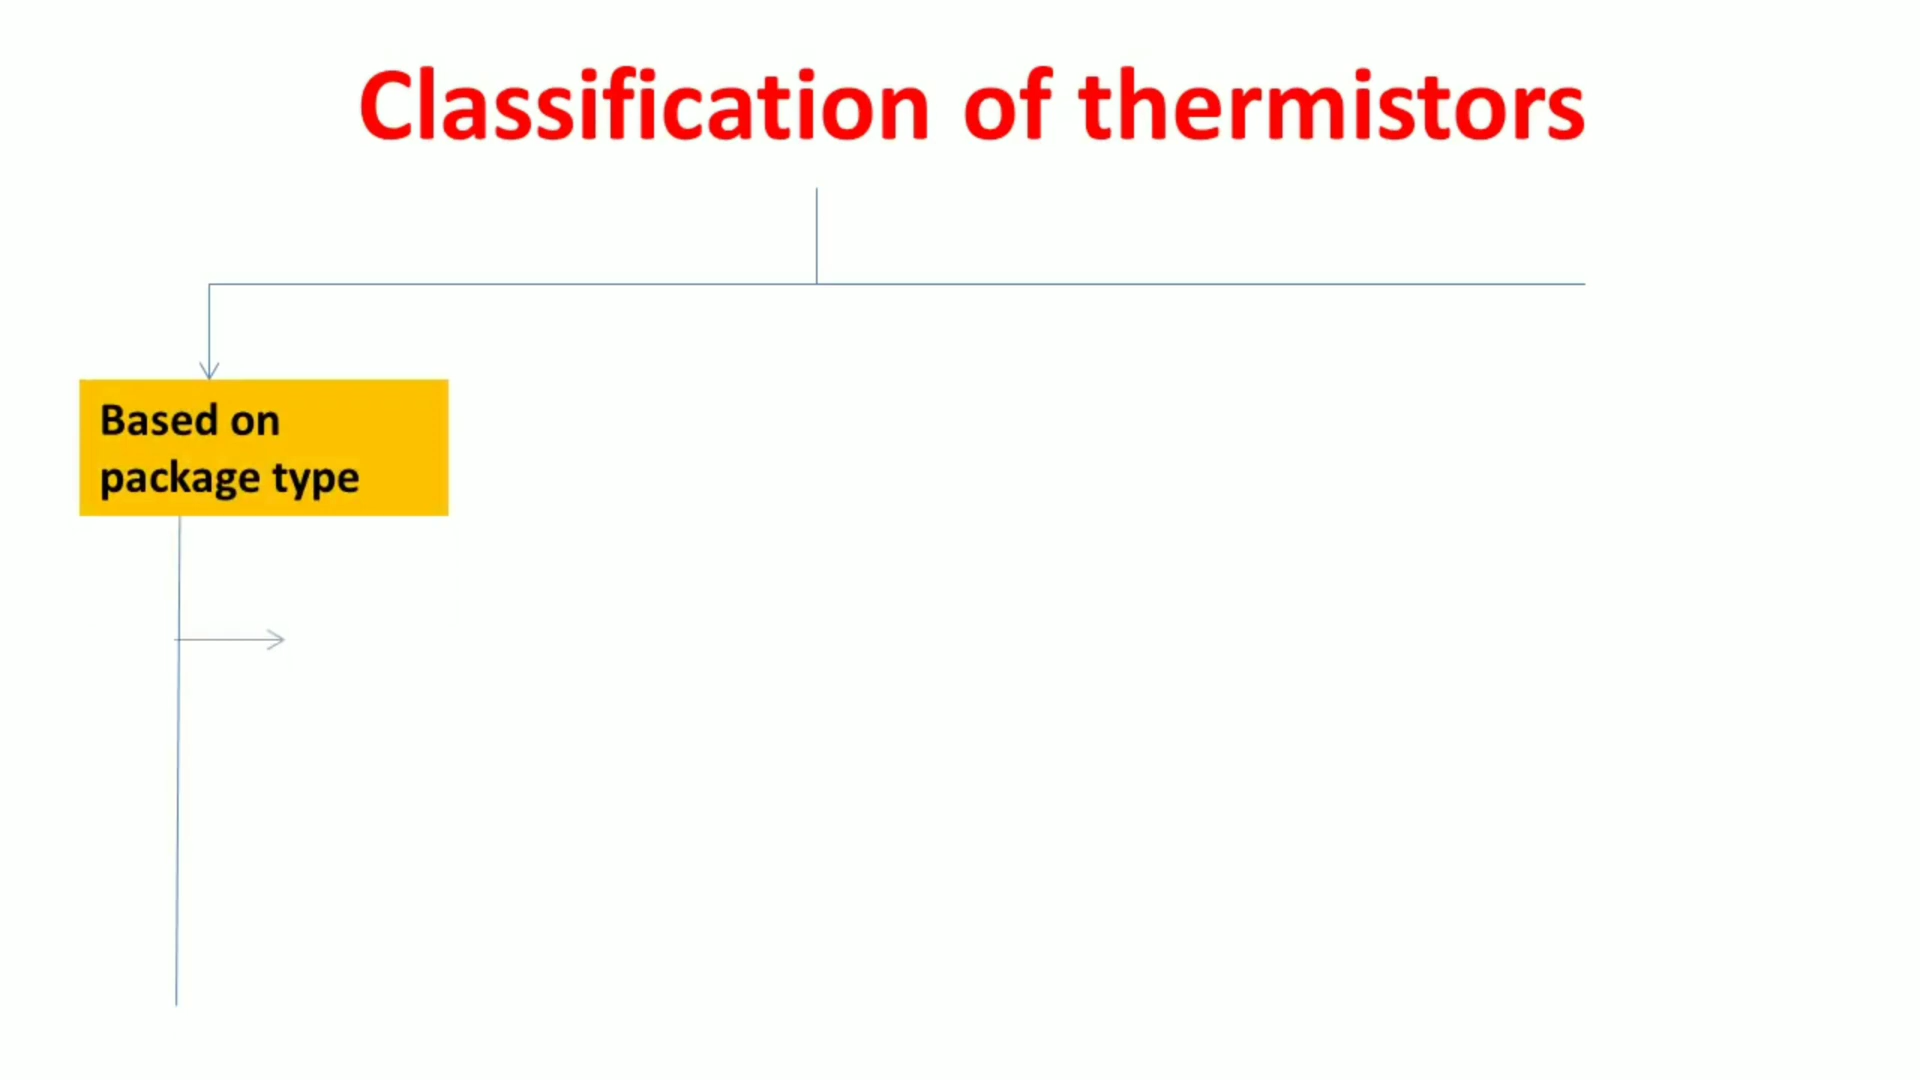 Classification of thermistors
Based on
package type